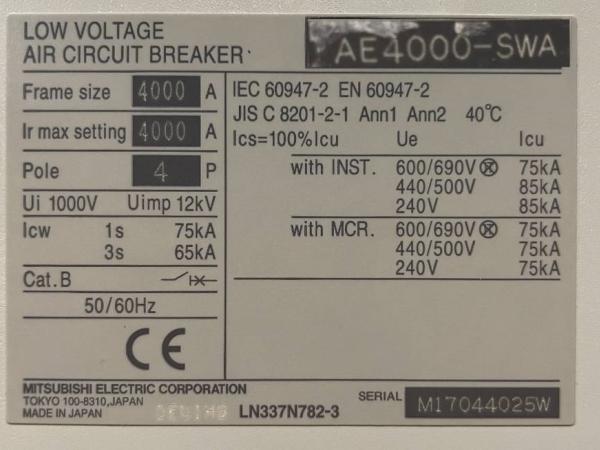 LOW VOLTAGE
AIR CIRCUIT BREAKER
AE4000-SWA
Frame size 4000 A
Ir max setting 4000 A
Pole 4 P
Ui 1000V Uimp 12kV
Icw 1s 75kA
3s 65kA
Cat.B
50/60Hz
CE
IEC 60947-2 EN 60947-2
JIS C 8201-2-1 Ann1 Ann2 40℃
Ics=100%Icu Ue Icu
with INST. 600/690V 75kA
440/500V 85kA
240V 85kA
with MCR. 600/690V 75kA
440/500V 75kA
240V 75kA
MITSUBISHI ELECTRIC CORPORATION
TOKYO 100-8310,JAPAN
MADE IN JAPAN
LN337N782-3
SERIAL M17044025W